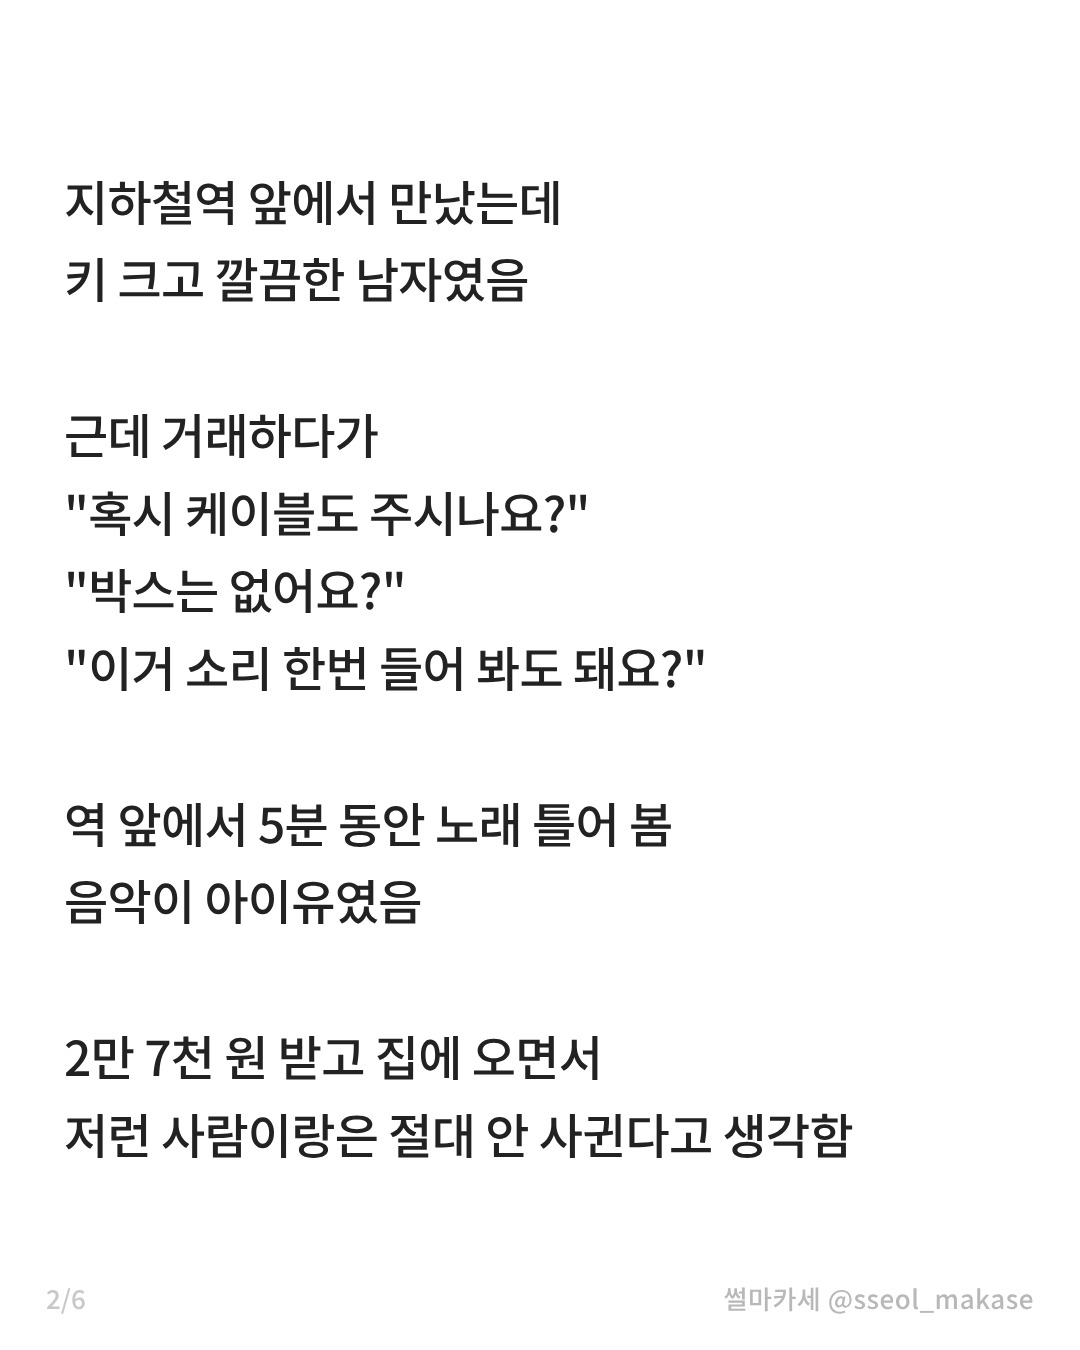 지하철역 앞에서 만났는데
키 크고 깔끔한 남자였음
근데 거래하다가
"혹시 케이블도 주시나요?"
"박스는 없어요?"
"이거 소리 한번 들어 봐도 돼요?"
역 앞에서 5분 동안 노래 틀어 봄
음악이 아이유였음
2만 7천 원 받고 집에 오면서
저런 사람이랑은 절대 안 사귄다고 생각함
2/6
썰마카세 @sseol_makase